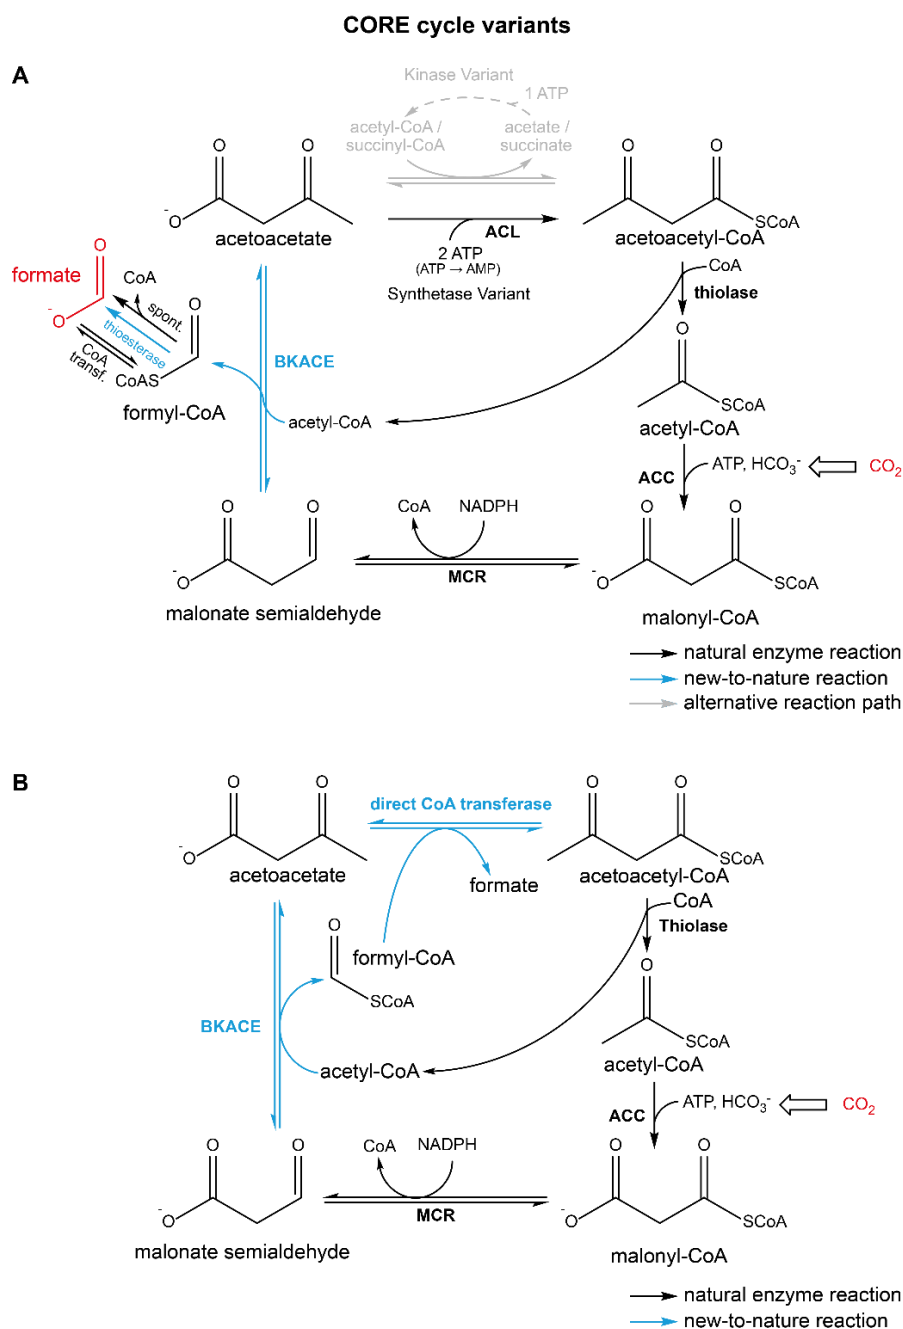 CORE cycle variants
A
Kinase Variant
1 ATP
acetyl-CoA /
succinyl-CoA
acetate /
succinate
O
O
O
O
-
O
SCoA
acetoacetate
ACL
acetoacetyl-CoA
2 ATP
(ATP → AMP)
Synthetase Variant
CoA
thiolase
O
formate
CoA
O
-
O
spont.
thioesterase
CoA
transf.
CoAS
formyl-CoA
BKACE
acetyl-CoA
O
SCoA
acetyl-CoA
ACC
ATP, HCO₃⁻
CO₂
O
O
CoA
NADPH
O
O
-
O
MCR
-
O
SCoA
malonate semialdehyde
malonyl-CoA
natural enzyme reaction
new-to-nature reaction
alternative reaction path
B
O
O
direct CoA transferase
O
O
-
O
SCoA
acetoacetate
formate
acetoacetyl-CoA
CoA
Thiolase
O
formyl-CoA
SCoA
BKACE
acetyl-CoA
O
SCoA
acetyl-CoA
ACC
ATP, HCO₃⁻
CO₂
O
O
CoA
NADPH
O
O
-
O
MCR
-
O
SCoA
malonate semialdehyde
malonyl-CoA
natural enzyme reaction
new-to-nature reaction